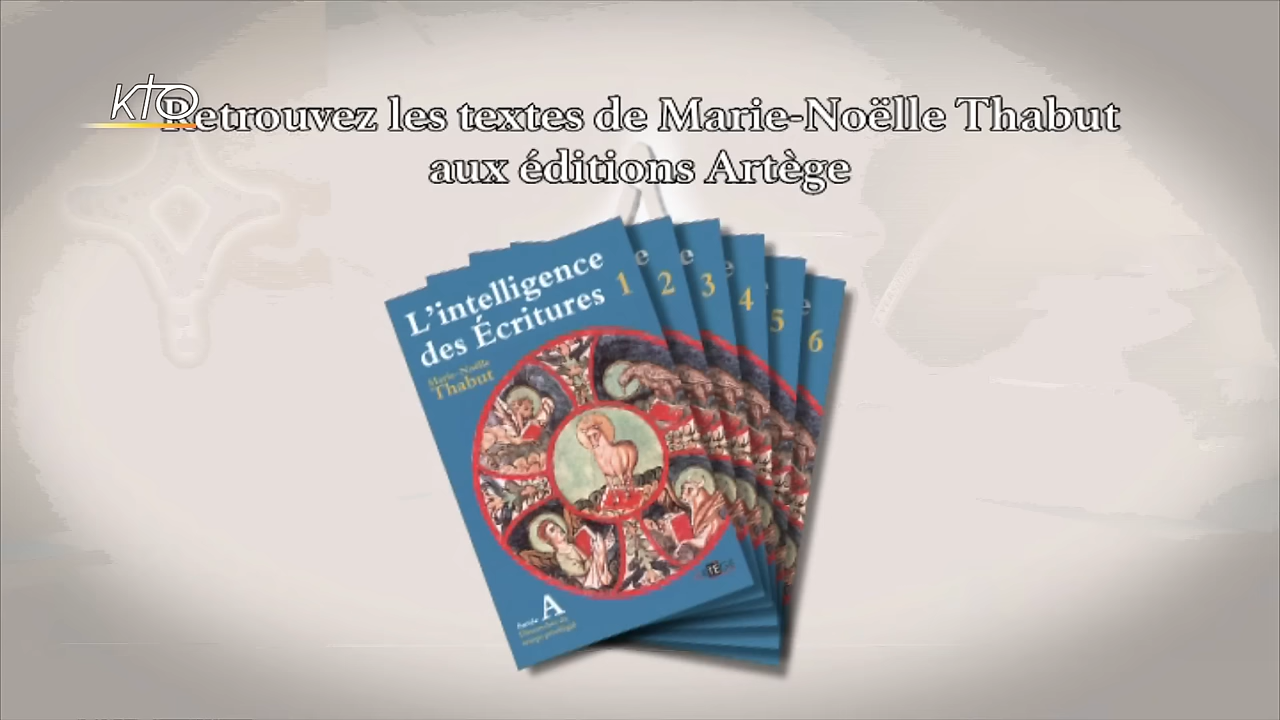 KTO
Retrouvez les textes de Marie-Noëlle Thabut
aux éditions Artège
L'intelligence
des Écritures
Marie-Noëlle
Thabut
1
e
2
e
3
e
4
5
e
6
Année A